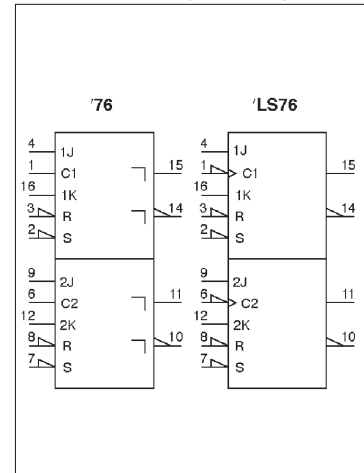 '76
4 1J
1 C1 15
16 1K
3 R 14
2 S
9 2J
6 C2 11
12 2K
8 R 10
7 S
'LS76
4 1J
1 C1 15
16 1K
3 R 14
2 S
9 2J
6 C2 11
12 2K
8 R 10
7 S